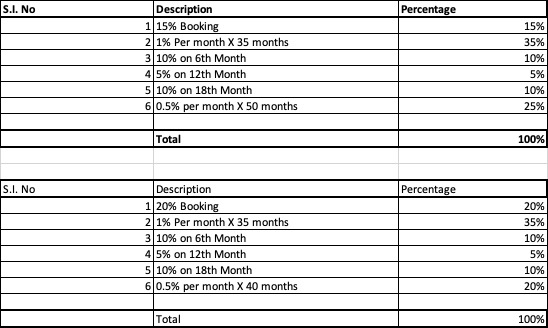 S.I. No Description Percentage
1 15% Booking 15%
2 1% Per month X 35 months 35%
3 10% on 6th Month 10%
4 5% on 12th Month 5%
5 10% on 18th Month 10%
6 0.5% per month X 50 months 25%
Total 100%
S.I. No Description Percentage
1 20% Booking 20%
2 1% Per month X 35 months 35%
3 10% on 6th Month 10%
4 5% on 12th Month 5%
5 10% on 18th Month 10%
6 0.5% per month X 40 months 20%
Total 100%